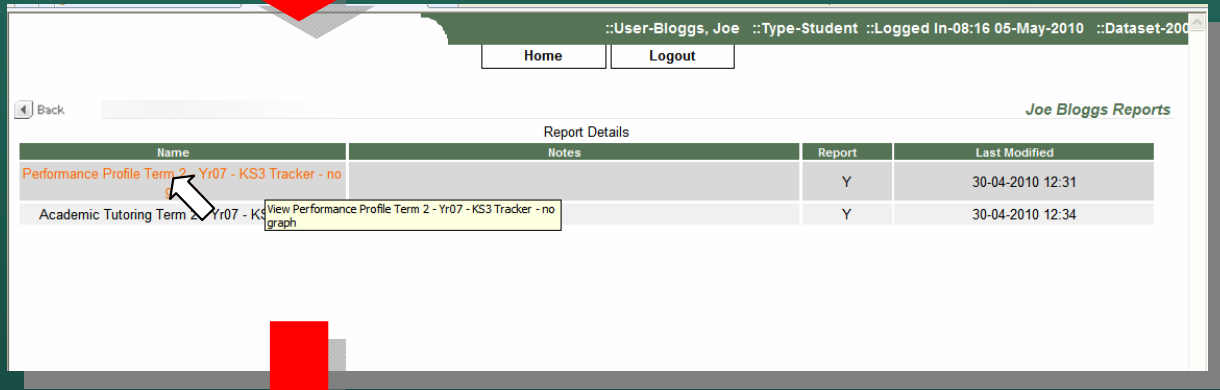 ::User-Bloggs, Joe ::Type-Student ::Logged In-08:16 05-May-2010 ::Dataset-200
Home Logout
Back
Joe Bloggs Reports
Report Details
Name Notes Report Last Modified
Performance Profile Term 2 - Yr07 - KS3 Tracker - no
Y 30-04-2010 12:31
Academic Tutoring Term 2 - Yr07 - KS
Y 30-04-2010 12:34
View Performance Profile Term 2 - Yr07 - KS3 Tracker - no
graph